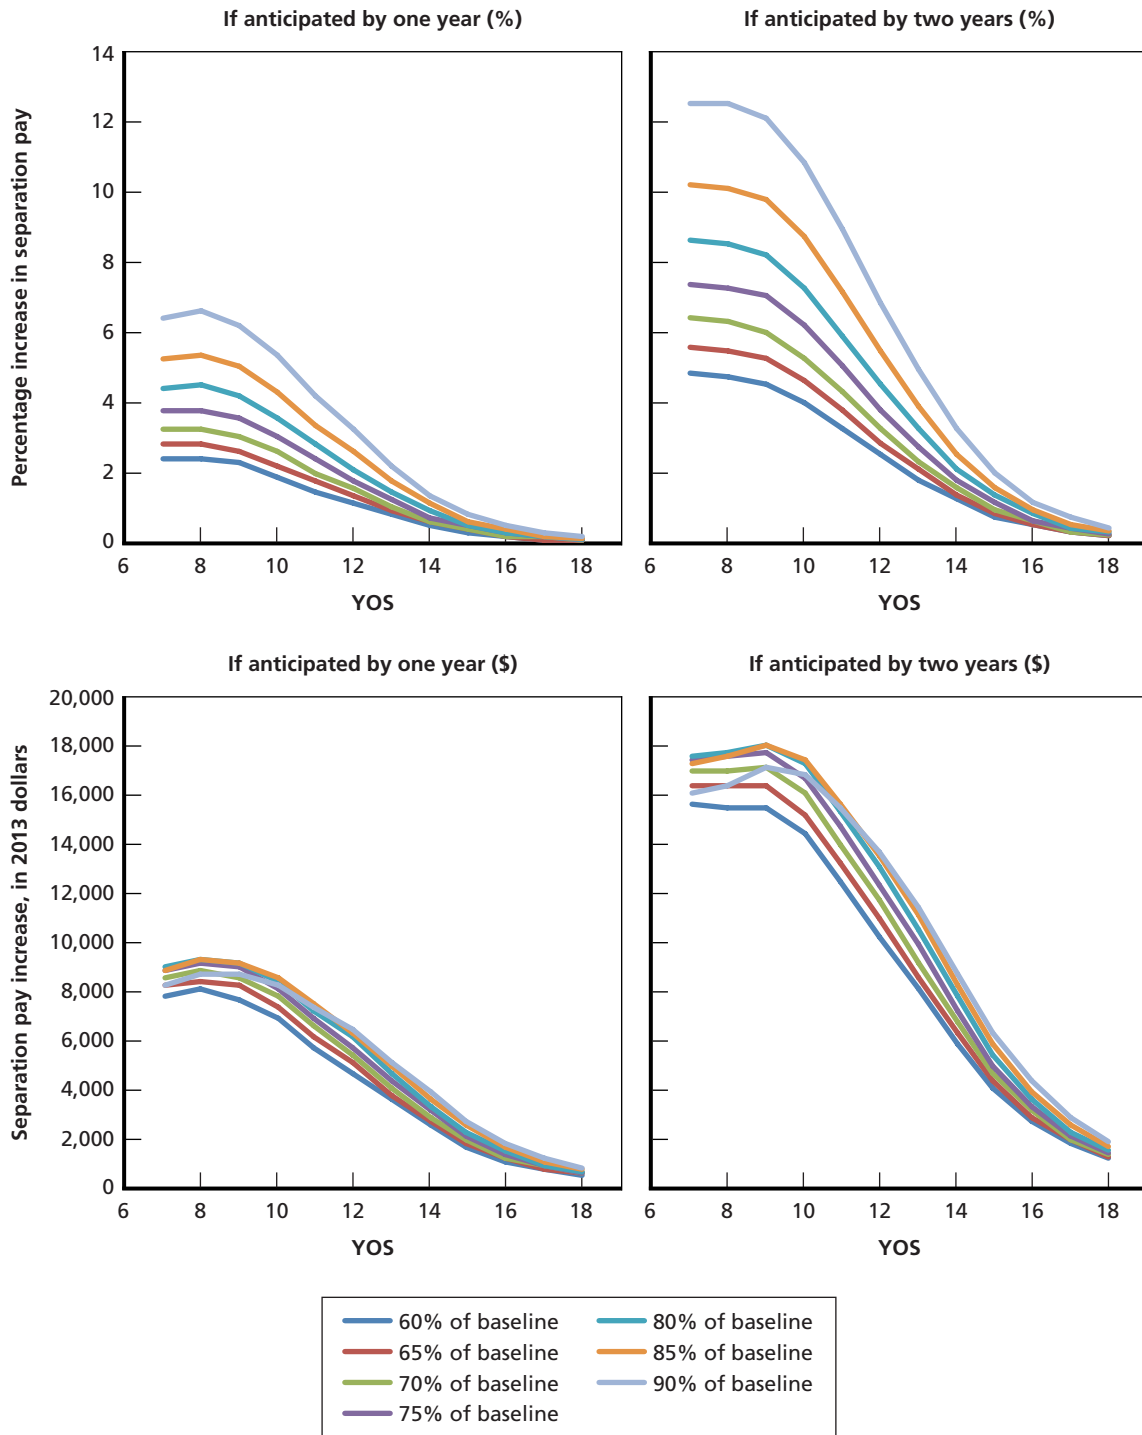 If anticipated by one year (%)
If anticipated by two years (%)
Percentage increase in separation pay
14
12
10
8
6
4
2
0
6 8 10 12 14 16 18
YOS
6 8 10 12 14 16 18
YOS
If anticipated by one year ($)
If anticipated by two years ($)
Separation pay increase, in 2013 dollars
20,000
18,000
16,000
14,000
12,000
10,000
8,000
6,000
4,000
2,000
0
6 8 10 12 14 16 18
YOS
6 8 10 12 14 16 18
YOS
60% of baseline
65% of baseline
70% of baseline
75% of baseline
80% of baseline
85% of baseline
90% of baseline